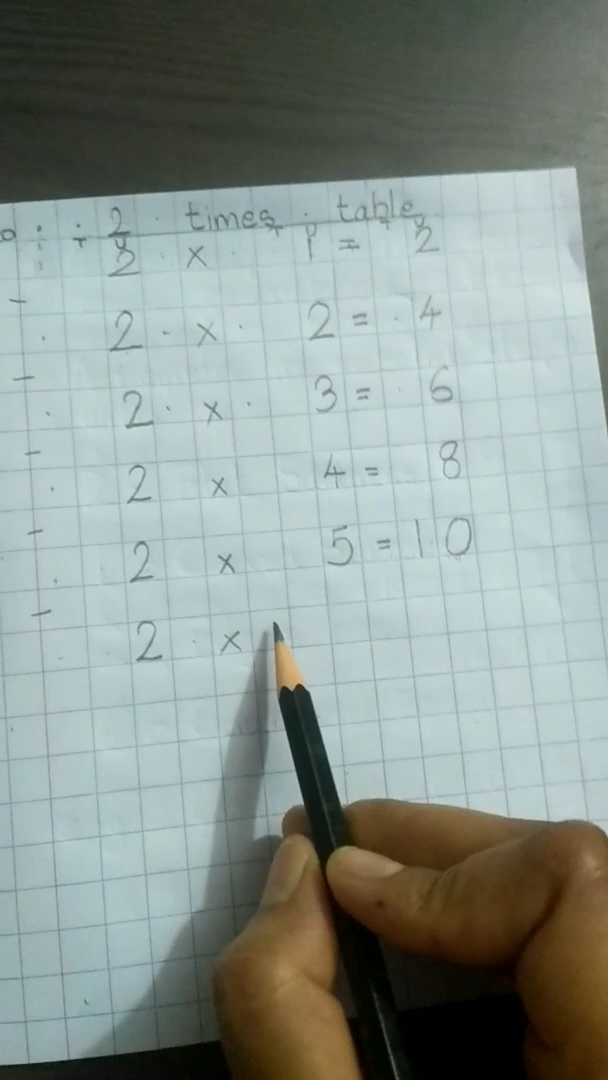 2 times table
2 x 1 = 2
2 x 2 = 4
2 x 3 = 6
2 x 4 = 8
2 x 5 = 10
2 x